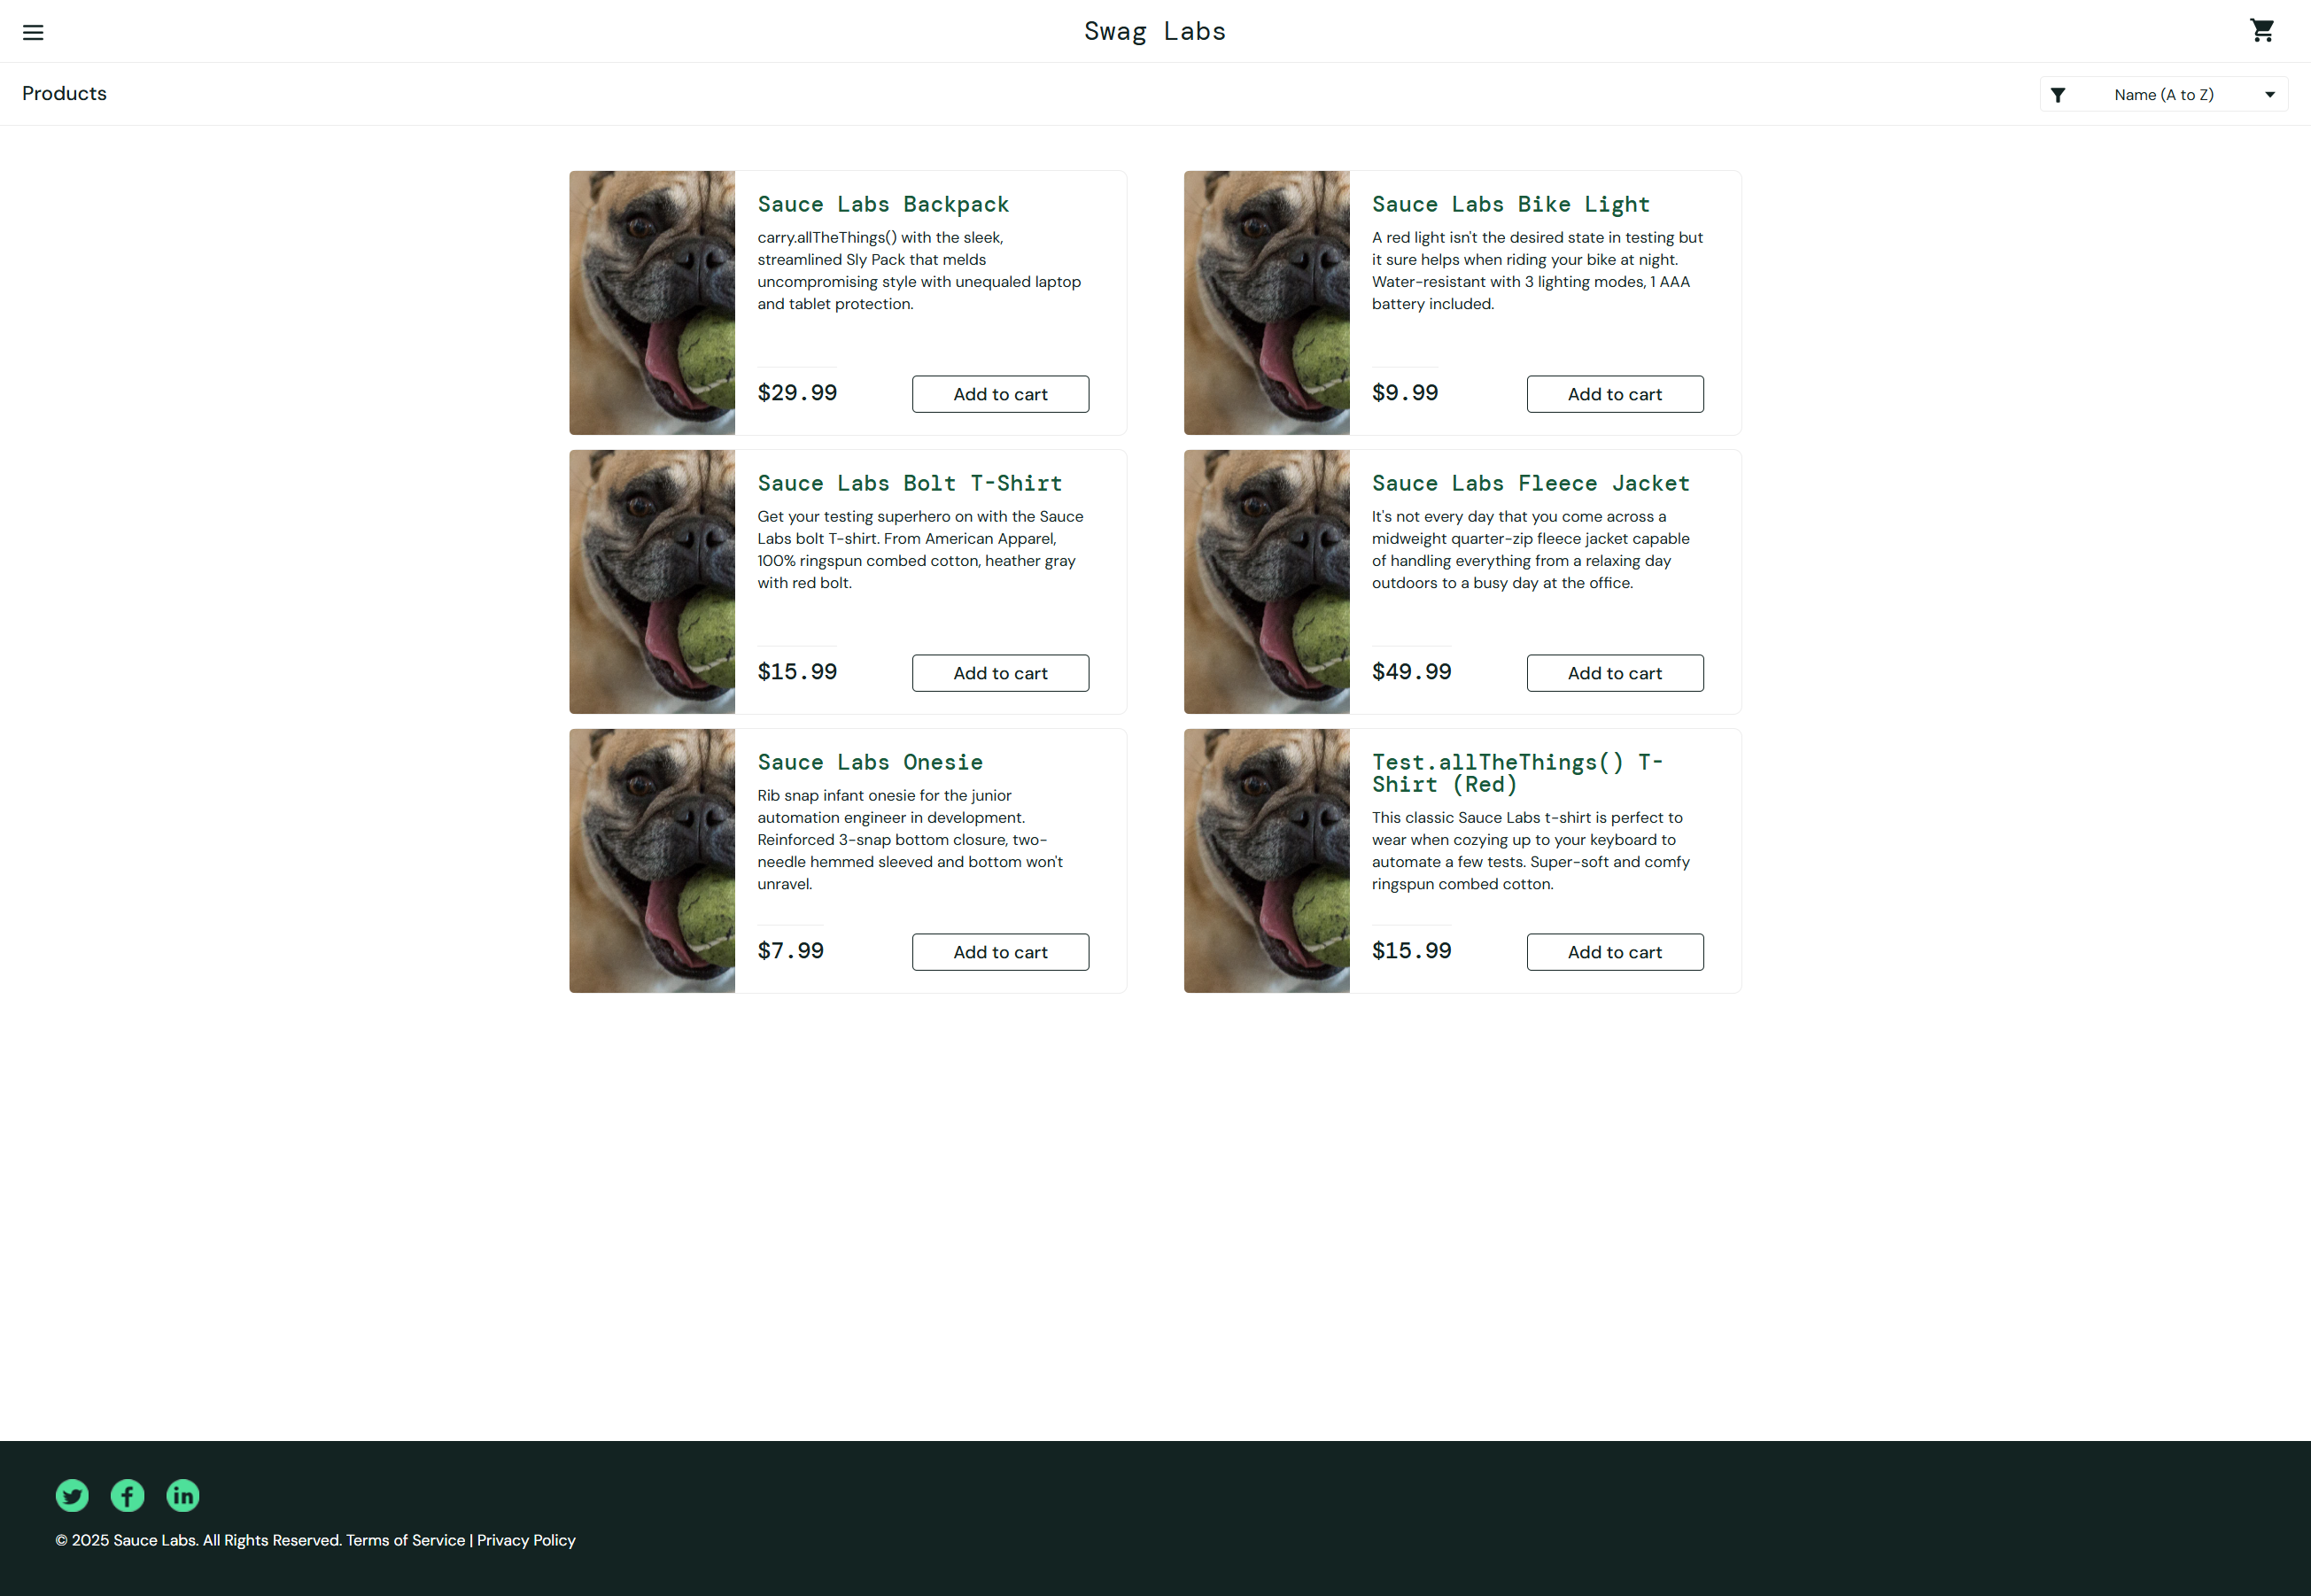 Swag Labs
Products
Name (A to Z)
Sauce Labs Backpack
carry.allTheThings() with the sleek,
streamlined Sly Pack that melds
uncompromising style with unequaled laptop
and tablet protection.
$29.99
Add to cart
Sauce Labs Bike Light
A red light isn't the desired state in testing but
it sure helps when riding your bike at night.
Water-resistant with 3 lighting modes, 1 AAA
battery included.
$9.99
Add to cart
Sauce Labs Bolt T-Shirt
Get your testing superhero on with the Sauce
Labs bolt T-shirt. From American Apparel,
100% ringspun combed cotton, heather gray
with red bolt.
$15.99
Add to cart
Sauce Labs Fleece Jacket
It's not every day that you come across a
midweight quarter-zip fleece jacket capable
of handling everything from a relaxing day
outdoors to a busy day at the office.
$49.99
Add to cart
Sauce Labs Onesie
Rib snap infant onesie for the junior
automation engineer in development.
Reinforced 3-snap bottom closure, two-
needle hemmed sleeved and bottom won't
unravel.
$7.99
Add to cart
Test.allTheThings() T-
Shirt (Red)
This classic Sauce Labs t-shirt is perfect to
wear when cozying up to your keyboard to
automate a few tests. Super-soft and comfy
ringspun combed cotton.
$15.99
Add to cart
© 2025 Sauce Labs. All Rights Reserved. Terms of Service | Privacy Policy